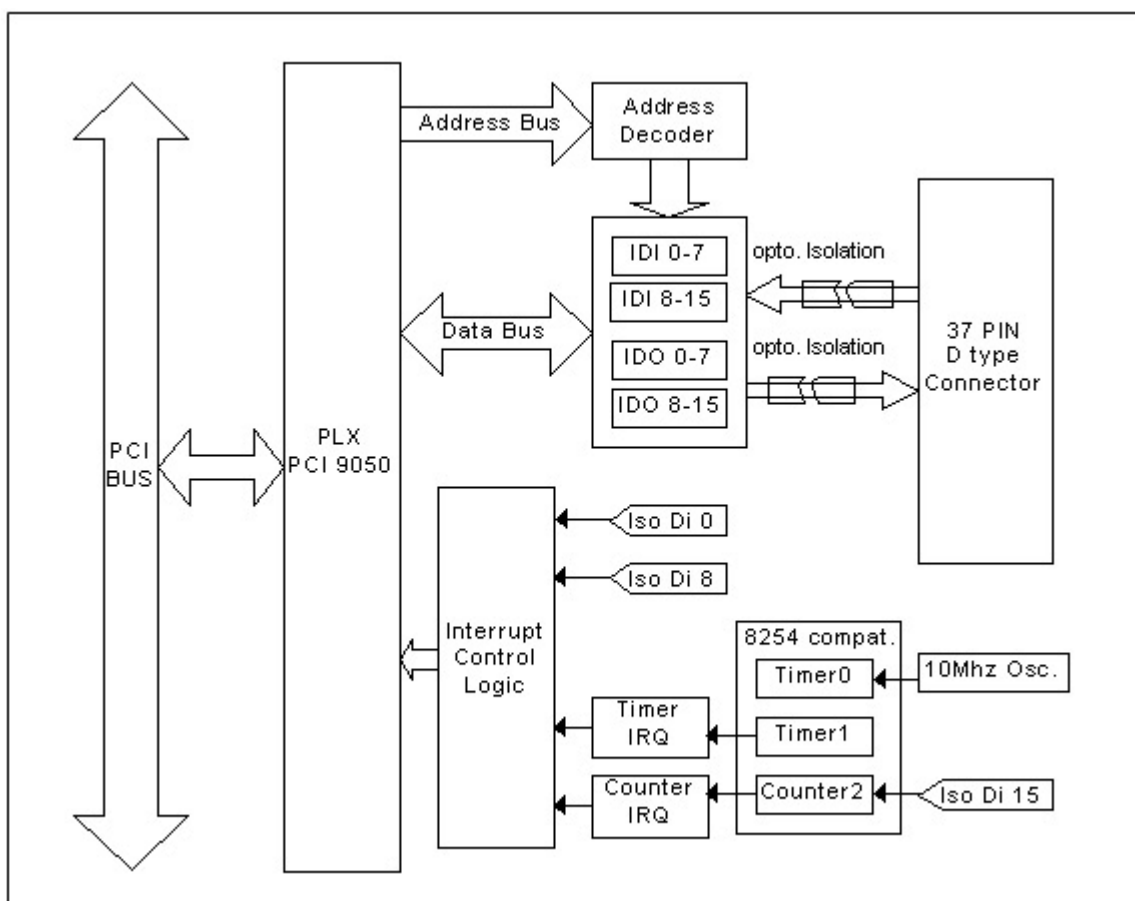 Address Bus
Address
Decoder
IDI 0-7
IDI 8-15
IDO 0-7
IDO 8-15
opto. Isolation
opto. Isolation
37 PIN
D type
Connector
Data Bus
PCI
BUS
PLX
PCI 9050
Iso Di 0
Iso Di 8
Interrupt
Control
Logic
8254 compat.
Timer0
10Mhz Osc.
Timer
IRQ
Timer1
Counter
IRQ
Counter2
Iso Di 15